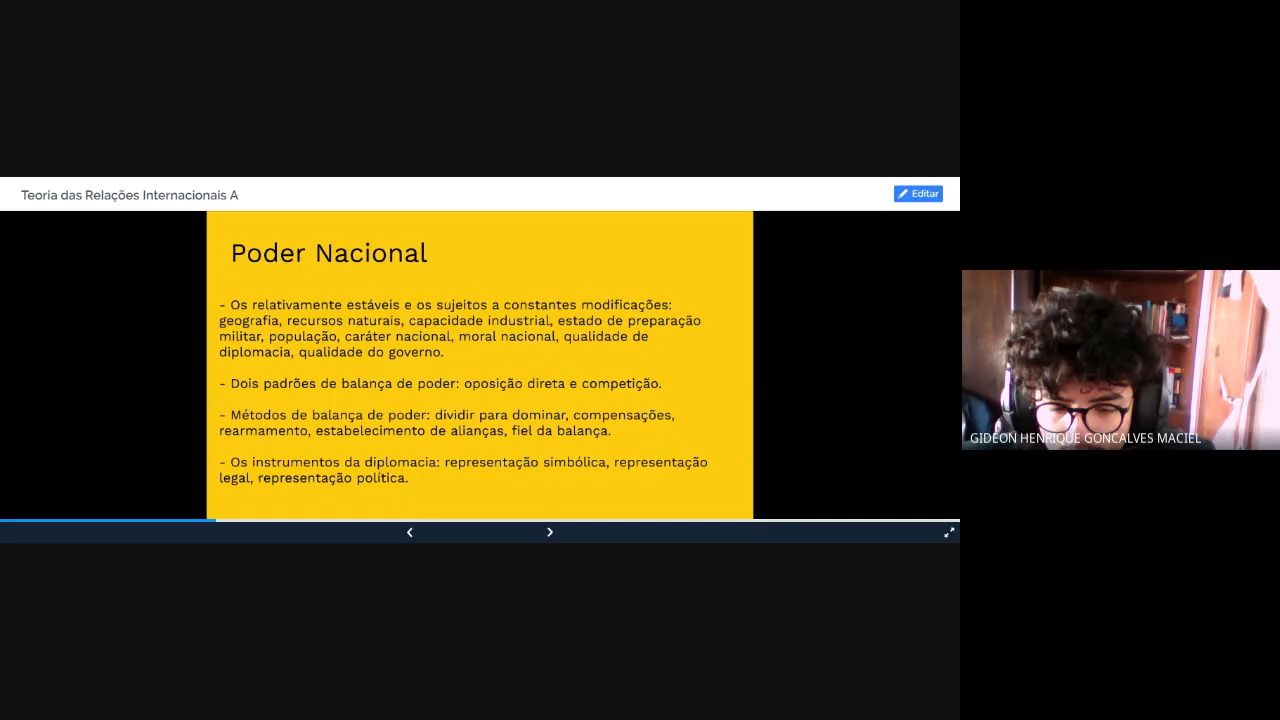 Teoria das Relações Internacionais A
Editar
Poder Nacional
- Os relativamente estáveis e os sujeitos a constantes modificações:
geografia, recursos naturais, capacidade industrial, estado de preparação
militar, população, caráter nacional, moral nacional, qualidade de
diplomacia, qualidade do governo.
- Dois padrões de balança de poder: oposição direta e competição.
- Métodos de balança de poder: dividir para dominar, compensações,
rearmamento, estabelecimento de alianças, fiel da balança.
- Os instrumentos da diplomacia: representação simbólica, representação
legal, representação política.
GIDEON HENRIQUE GONCALVES MACIEL